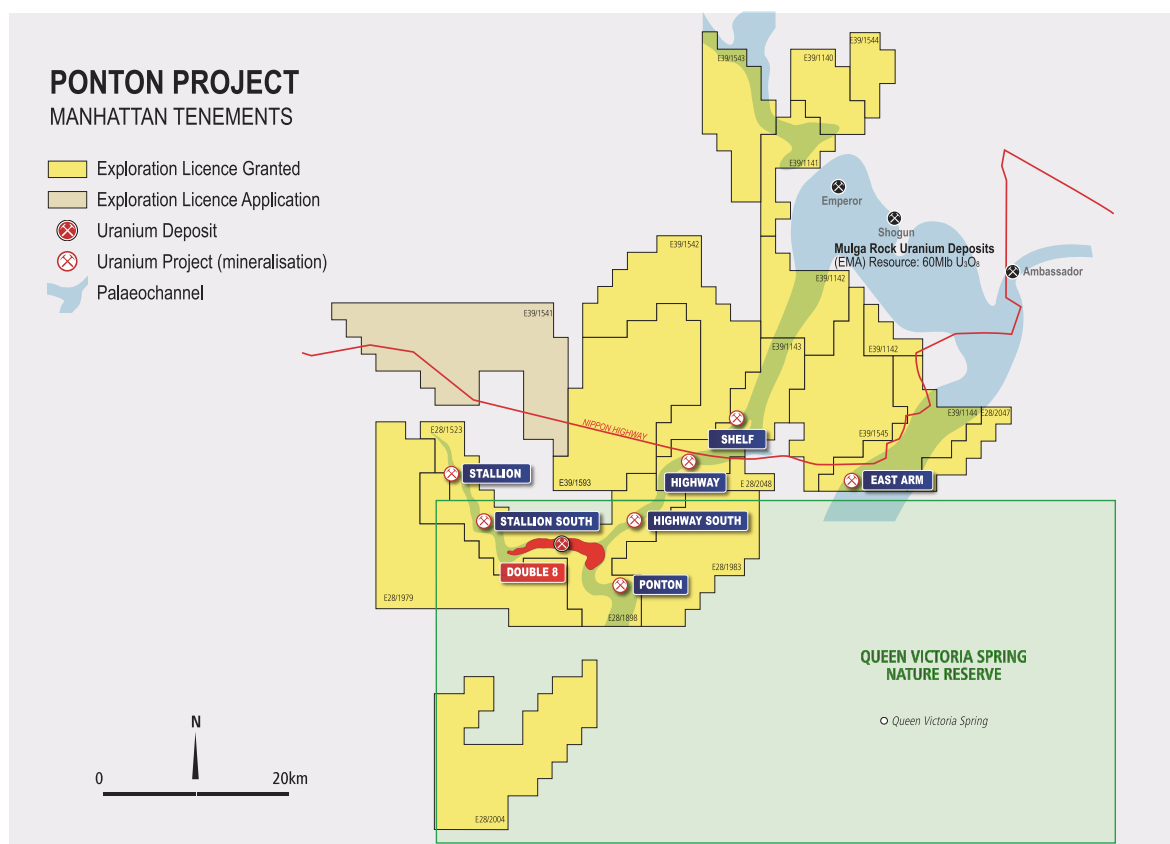 PONTON PROJECT
MANHATTAN TENEMENTS
Exploration Licence Granted
Exploration Licence Application
Uranium Deposit
Uranium Project (mineralisation)
Palaeochannel
E39/1544
E39/1543
E39/1140
E39/1141
Emperor
Shogun
Mulga Rock Uranium Deposits
(EMA) Resource: 60Mlb U₃O₈
Ambassador
E39/1542
E39/1142
E39/1541
E39/1143
E39/1142
NIPPON HIGHWAY
E39/1144
E28/2047
E28/1523
SHELF
E39/1545
STALLION
HIGHWAY
EAST ARM
E39/1593
E28/2048
STALLION SOUTH
HIGHWAY SOUTH
DOUBLE 8
E28/1983
PONTON
E28/1979
E28/1898
QUEEN VICTORIA SPRING
NATURE RESERVE
Queen Victoria Spring
N
0
20km
E28/2004